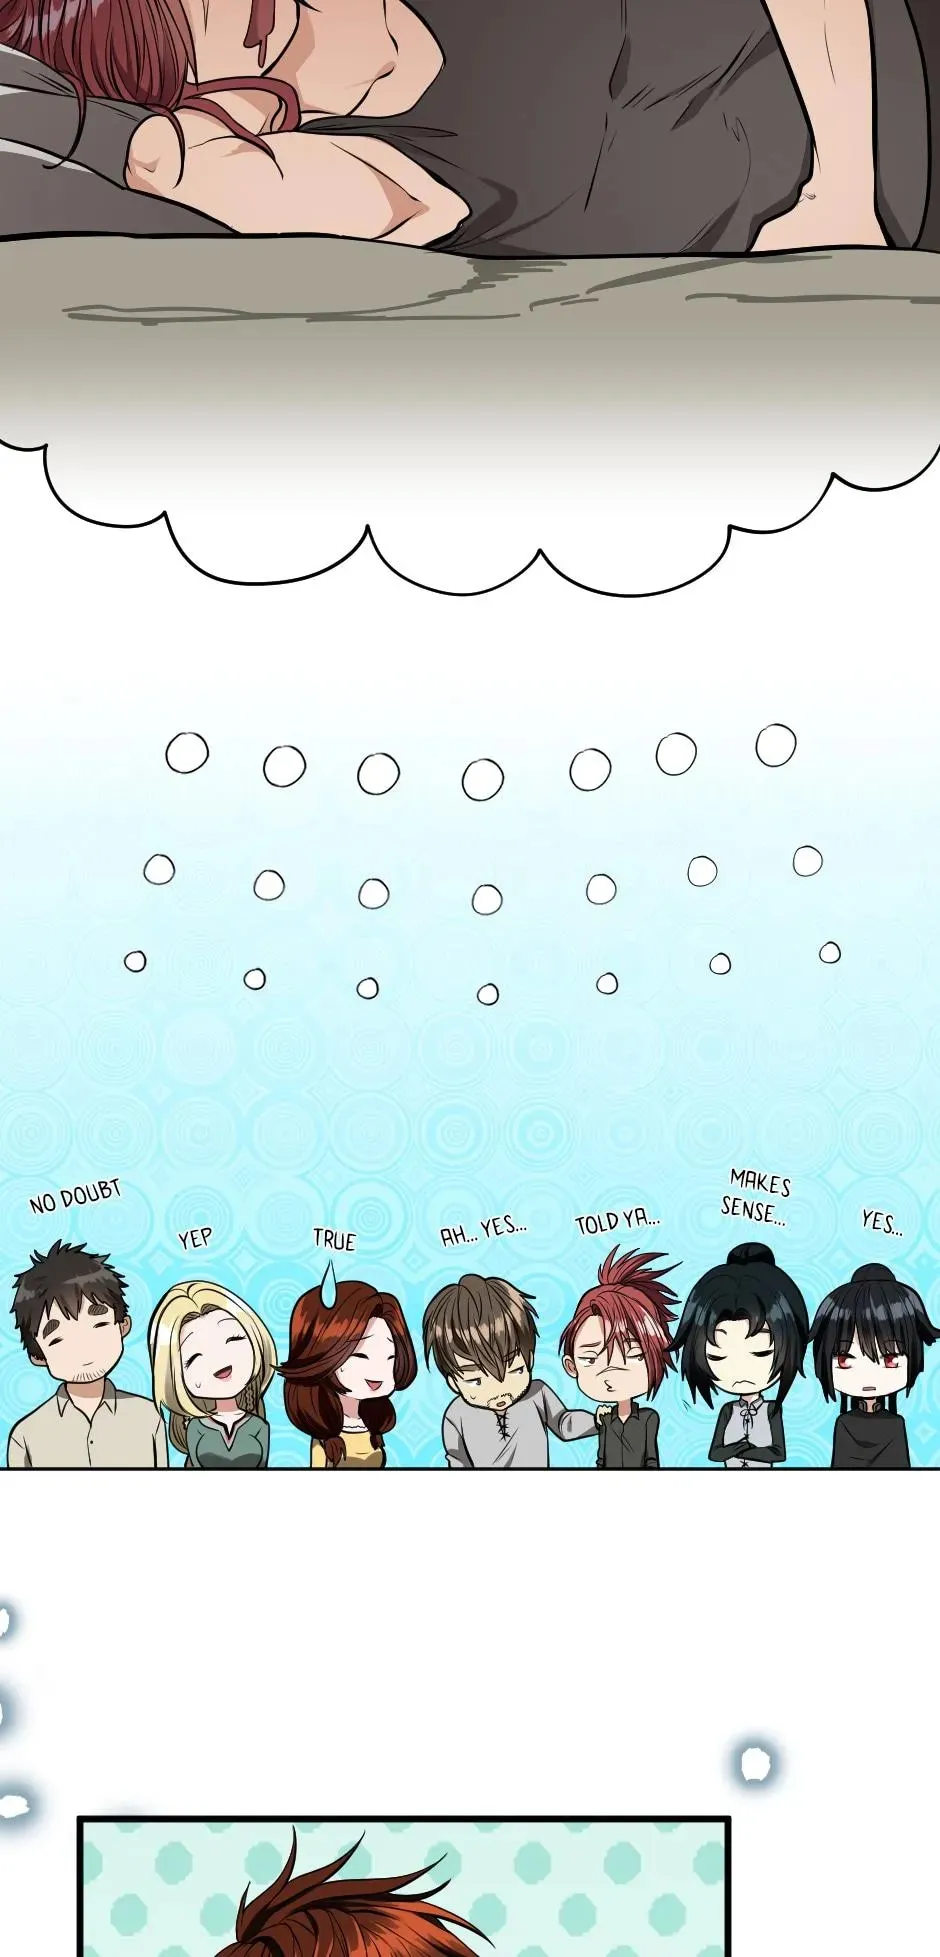 NO DOUBT
YEP
TRUE
AH... YES...
TOLD YA...
MAKES
SENSE...
YES...